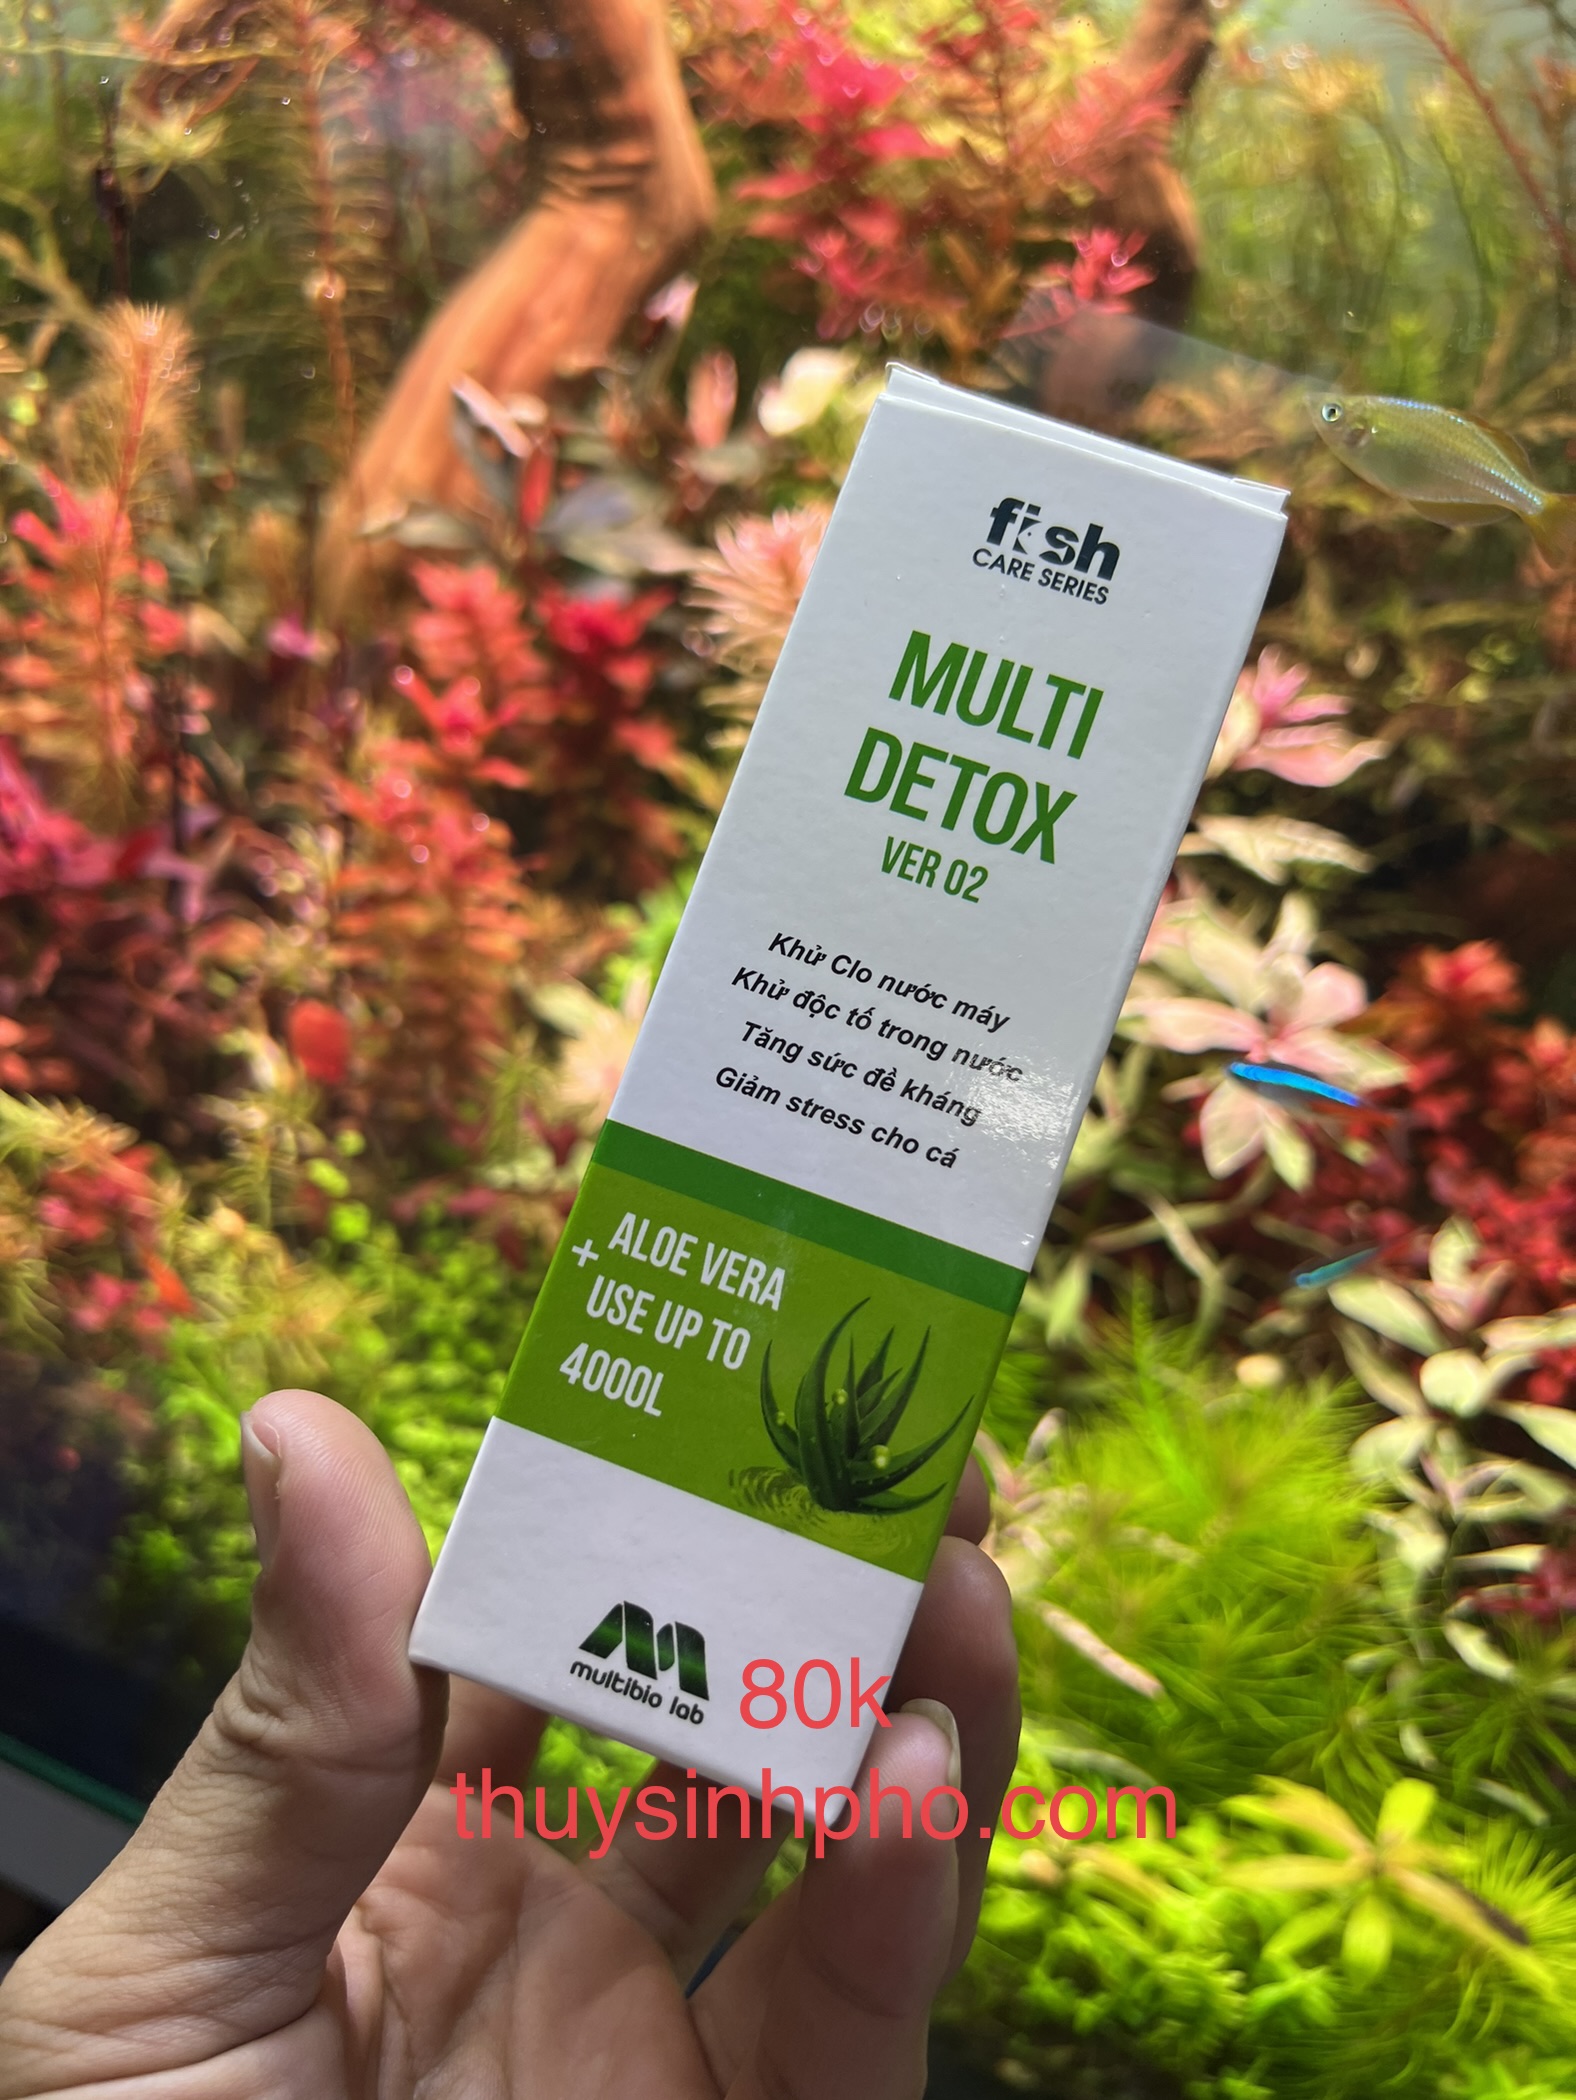 fish
CARE SERIES
MULTI
DETOX
VER 02
Khử Clo nước máy
Khử độc tố trong nước
Tăng sức đề kháng
Giảm stress cho cá
+ ALOE VERA
USE UP TO
4000L
multibio lab
80k
thuysinhpho.com